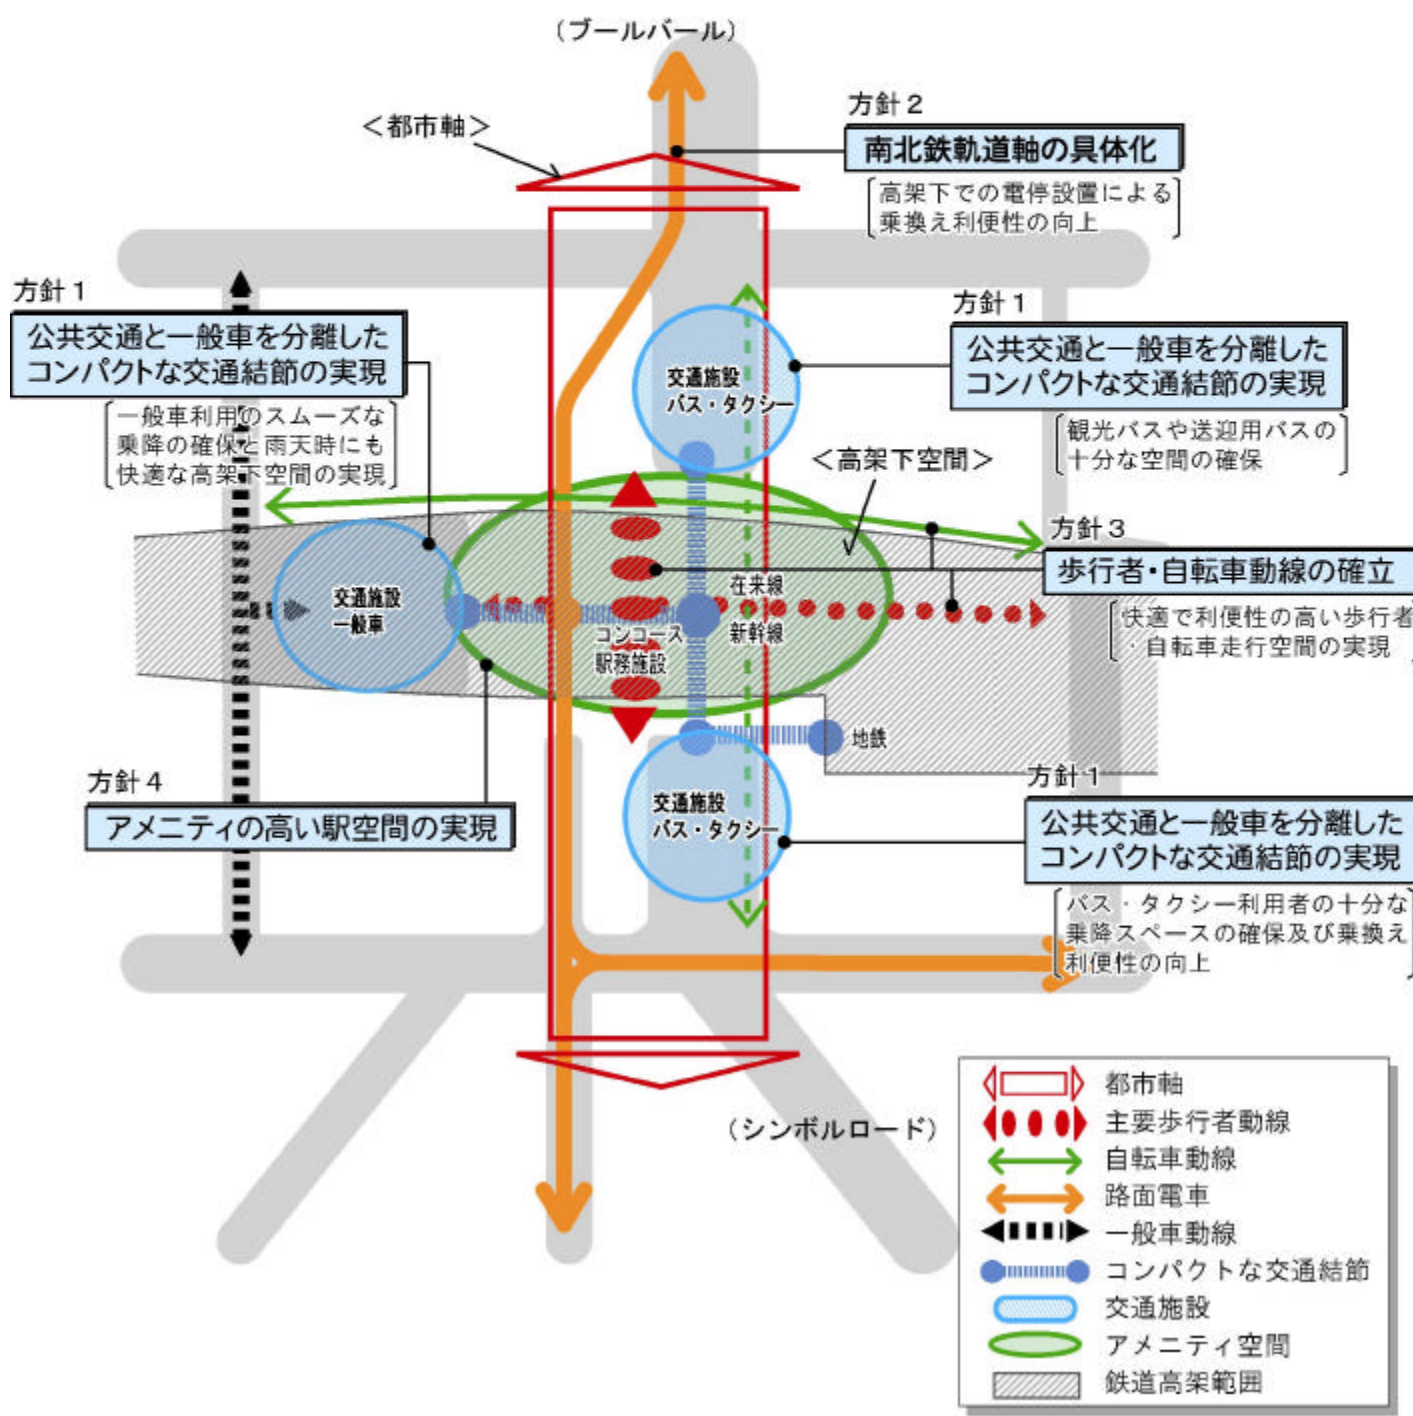 （ブールバール）
＜都市軸＞
方針２
南北鉄軌道軸の具体化
高架下での電停設置による
乗換え利便性の向上
方針１
公共交通と一般車を分離した
コンパクトな交通結節の実現
一般車利用のスムーズな
乗降の確保と雨天時にも
快適な高架下空間の実現
方針１
公共交通と一般車を分離した
コンパクトな交通結節の実現
観光バスや送迎用バスの
十分な空間の確保
交通施設
バス・タクシー
＜高架下空間＞
方針３
歩行者・自転車動線の確立
快適で利便性の高い歩行者
・自転車走行空間の実現
交通施設
一般車
在来線
新幹線
コンコース
駅務施設
地鉄
方針４
アメニティの高い駅空間の実現
交通施設
バス・タクシー
方針１
公共交通と一般車を分離した
コンパクトな交通結節の実現
バス・タクシー利用者の十分な
乗降スペースの確保及び乗換え
利便性の向上
（シンボルロード）
都市軸
主要歩行者動線
自転車動線
路面電車
一般車動線
コンパクトな交通結節
交通施設
アメニティ空間
鉄道高架範囲